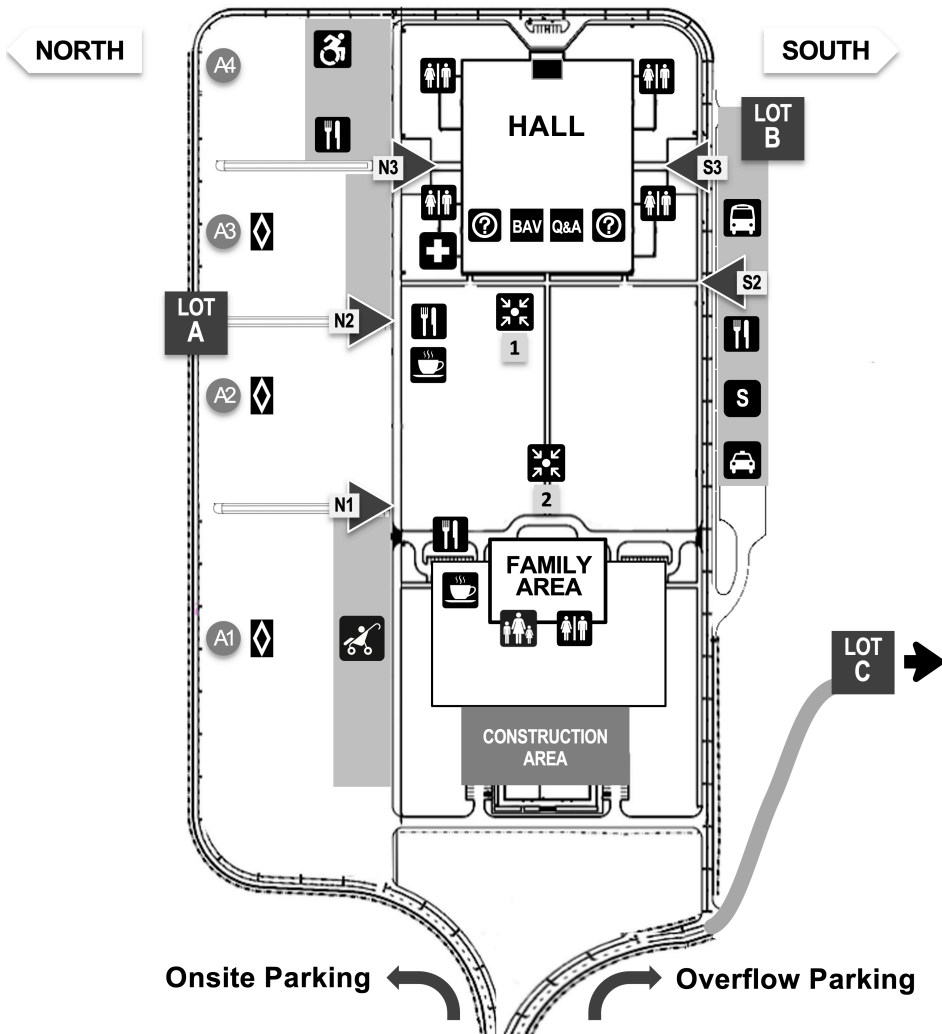 NORTH
SOUTH
A4
LOT
B
HALL
N3
S3
A3
?
BAV
Q&A
?
S2
LOT
A
N2
1
A2
S
2
N1
FAMILY
AREA
A1
LOT
C
CONSTRUCTION
AREA
Onsite Parking
Overflow Parking